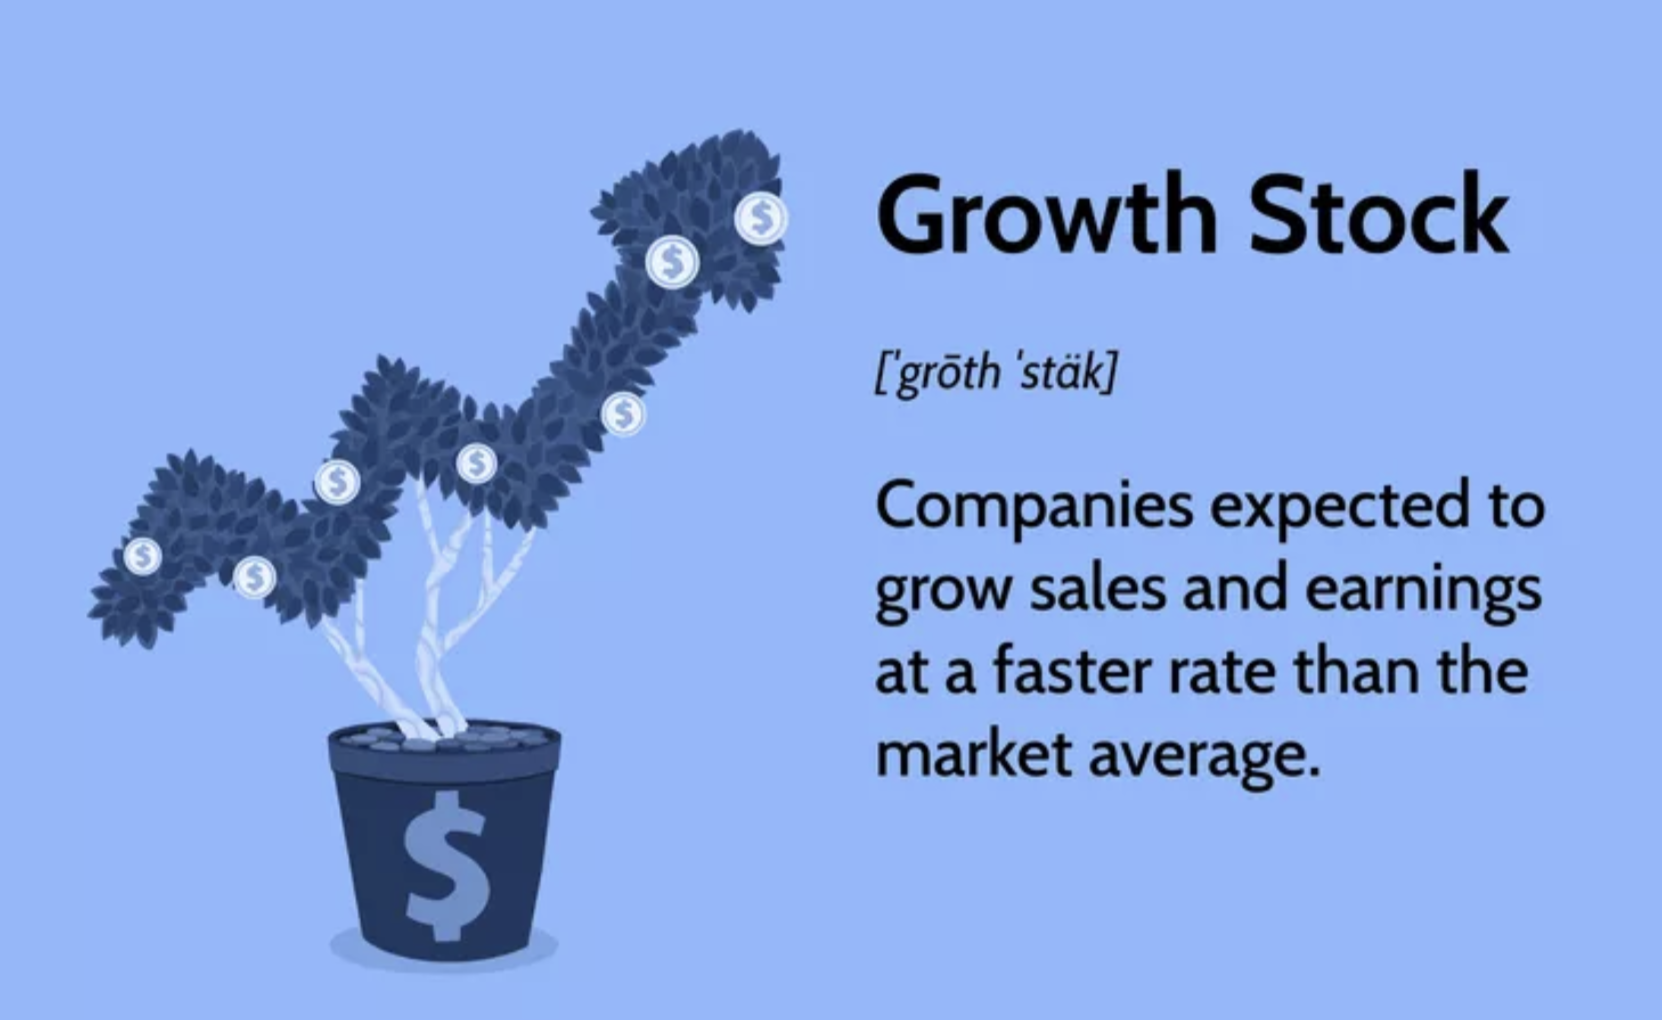 Growth Stock
['grōth 'stäk]
Companies expected to
grow sales and earnings
at a faster rate than the
market average.
$
$
$
$
$
$
$
$